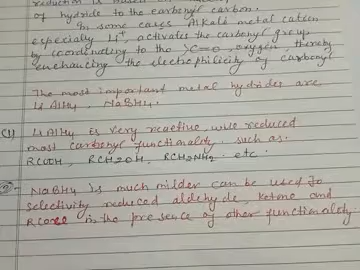 of hydride to the carbonyl carbon.
In some cases Alkali metal cation
especially Li+, activates the carbonyl group
by coordinating to the >C=O, oxygen, thereby
enchancing the electrophilicity of carbonyl
The most important metal hydrides are
LiAlH4, NaBH4.
(1) LiAlH4 is very reactive, who reduced
most carbonyl functionality such as.
RCOOH, RCH2OH, RCH2NH2 etc.
(2)- NaBH4 is much milder can be used to
selectivity reduced aldehyde, ketone and
in the presence of other functionality.